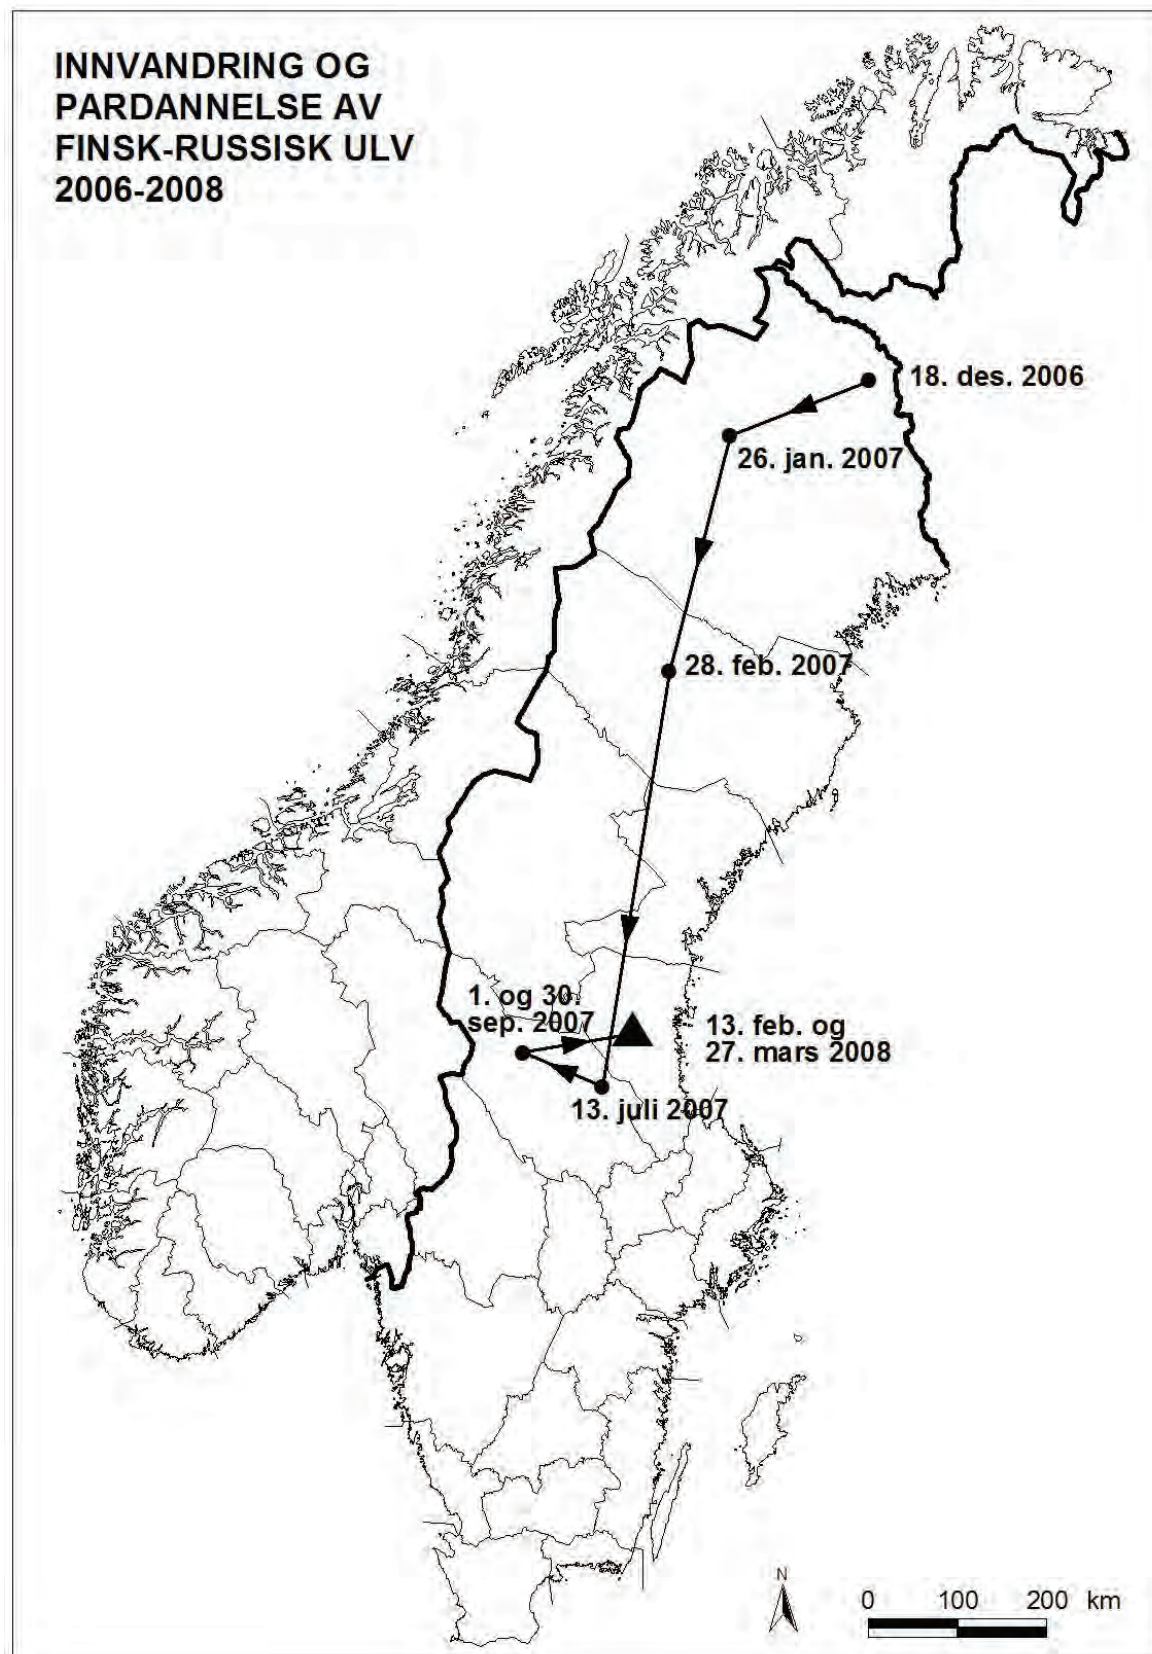 INNVANDRING OG
PARDANNELSE AV
FINSK-RUSSISK ULV
2006-2008
18. des. 2006
26. jan. 2007
28. feb. 2007
1. og 30.
sep. 2007
13. feb. og
27. mars 2008
13. juli 2007
N
0 100 200 km